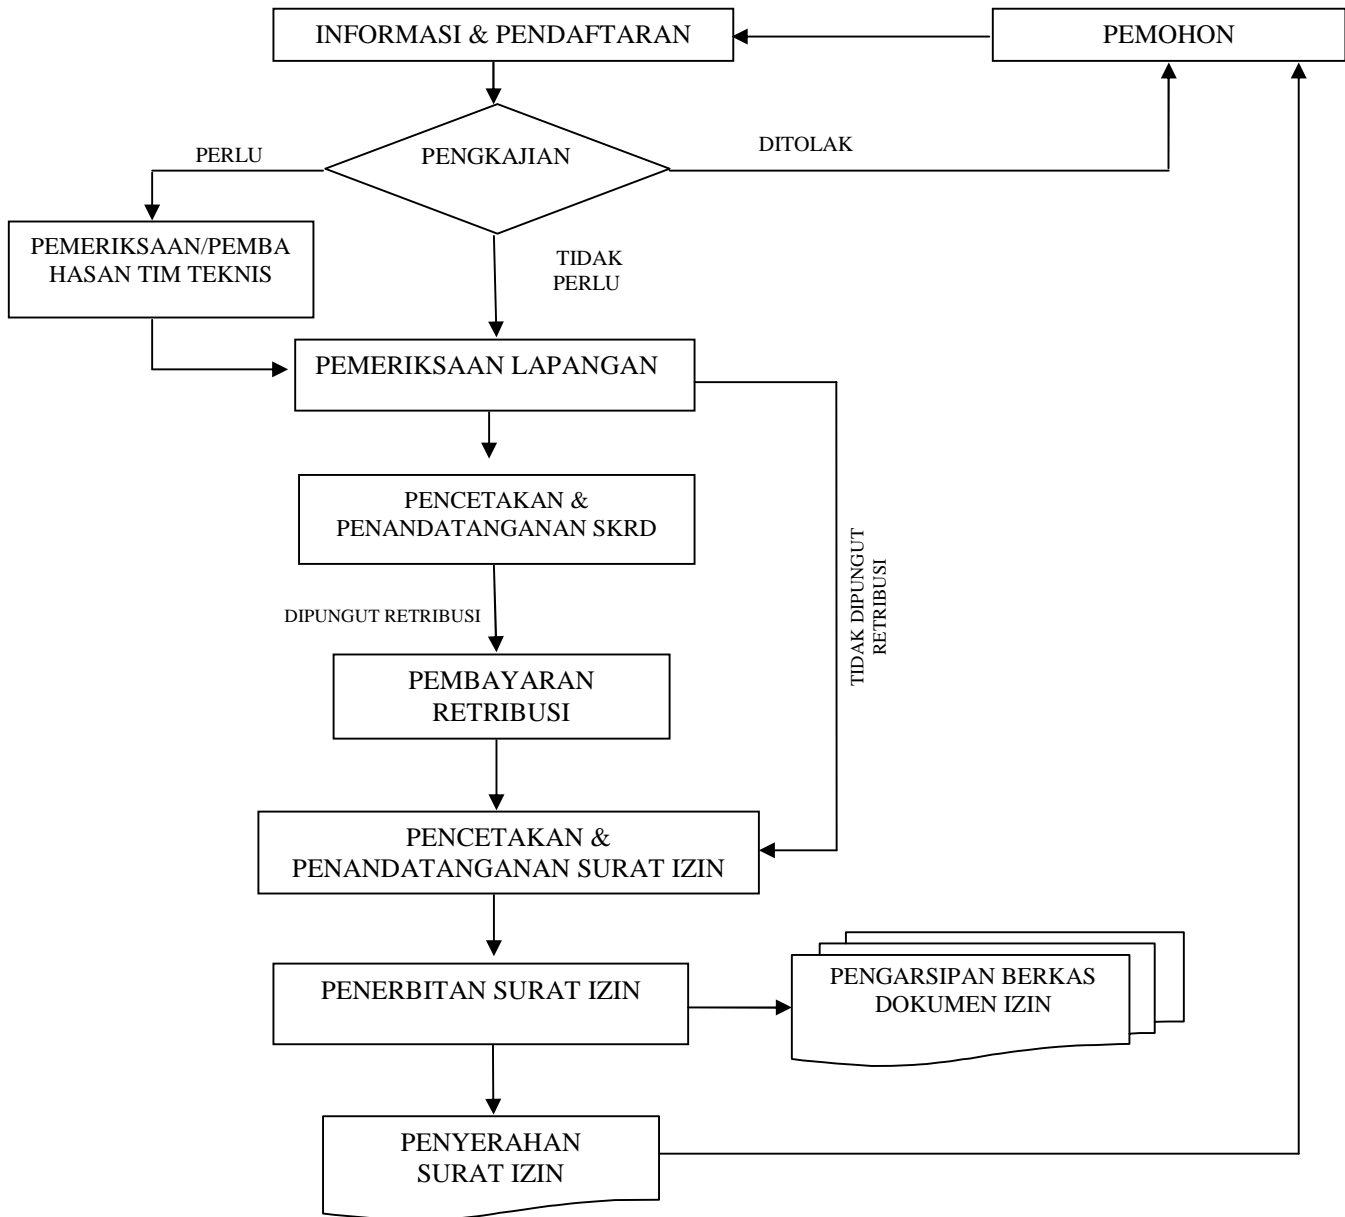 INFORMASI & PENDAFTARAN
PEMOHON
PENGKAJIAN
PERLU
DITOLAK
PEMERIKSAAN/PEMBA
HASAN TIM TEKNIS
TIDAK
PERLU
PEMERIKSAAN LAPANGAN
PENCETAKAN &
PENANDATANGANAN SKRD
DIPUNGUT RETRIBUSI
TIDAK DIPUNGUT
RETRIBUSI
PEMBAYARAN
RETRIBUSI
PENCETAKAN &
PENANDATANGANAN SURAT IZIN
PENERBITAN SURAT IZIN
PENGARSIPAN BERKAS
DOKUMEN IZIN
PENYERAHAN
SURAT IZIN